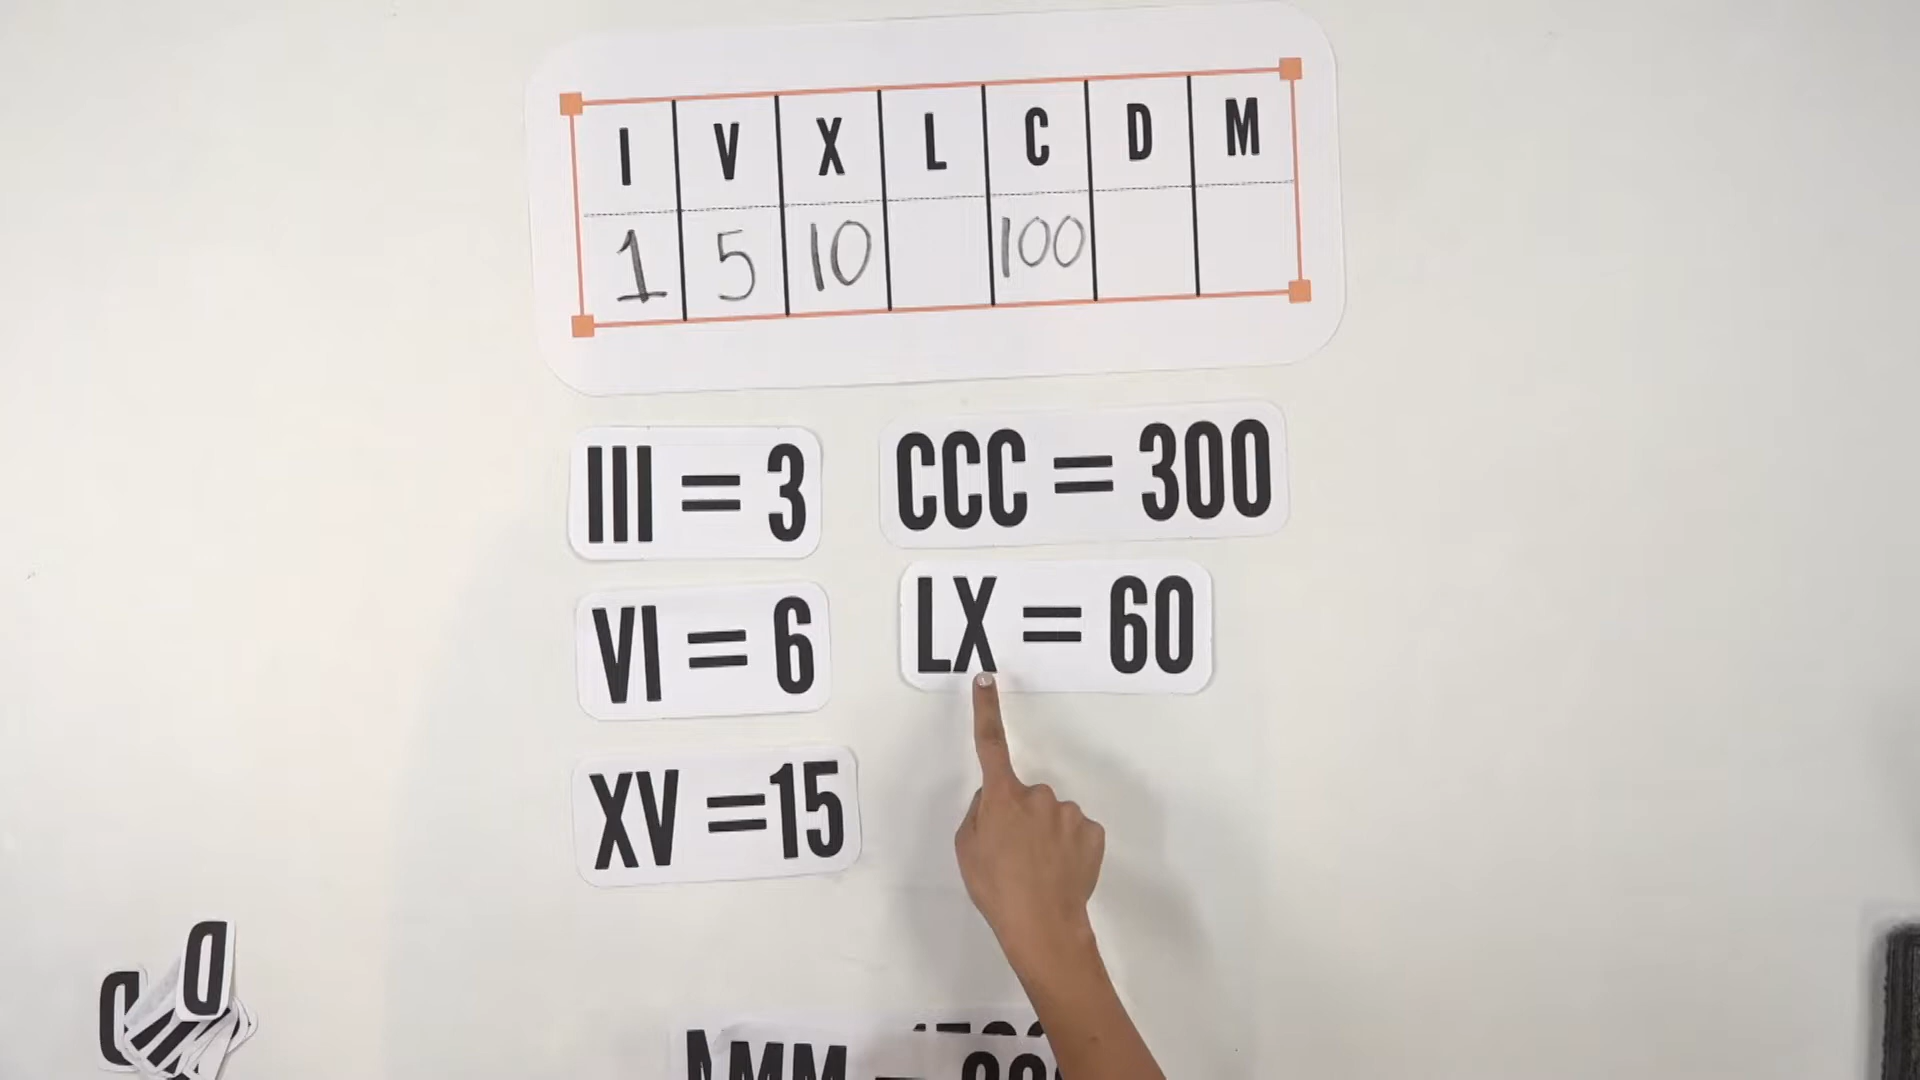 I V X L C D M
1 5 10 100
III = 3
CCC = 300
VI = 6
LX = 60
XV =15
D
D